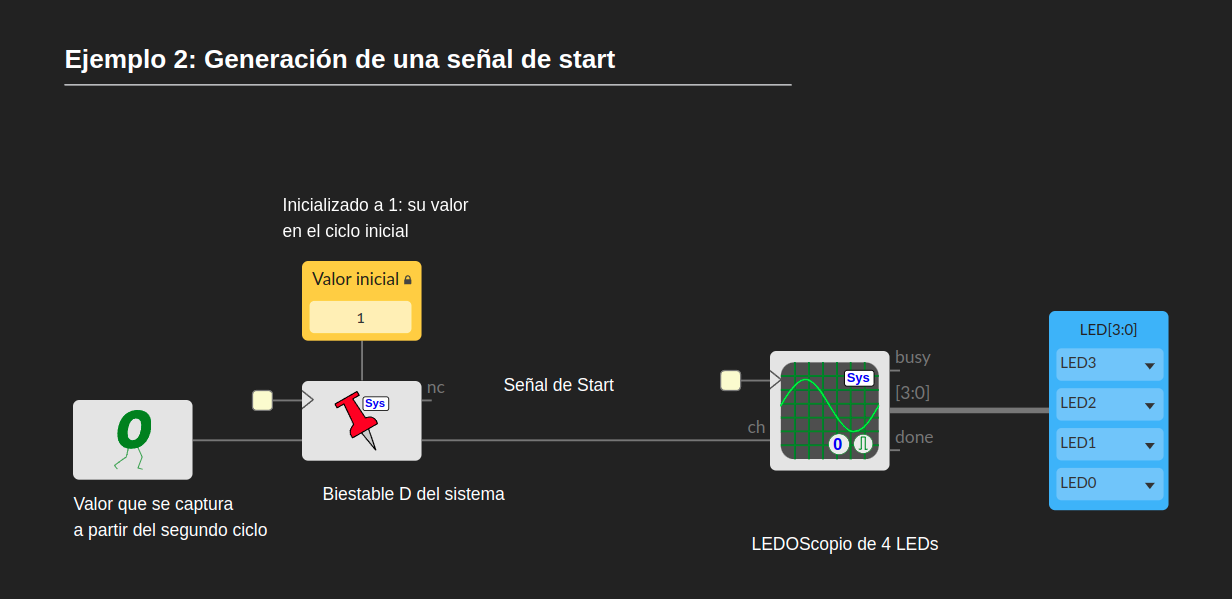 Ejemplo 2: Generación de una señal de start
Inicializado a 1: su valor
en el ciclo inicial
Valor inicial
1
nc
Sys
0
Valor que se captura
a partir del segundo ciclo
Biestable D del sistema
Señal de Start
ch
Sys
0
busy
[3:0]
done
LEDOScopio de 4 LEDs
LED[3:0]
LED3
LED2
LED1
LED0